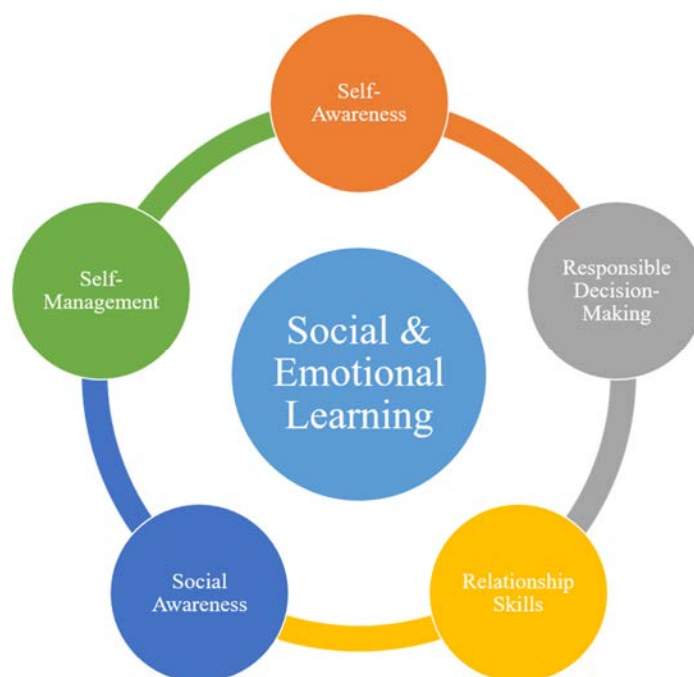 Self-
Awareness
Self-
Management
Responsible
Decision-
Making
Social &
Emotional
Learning
Social
Awareness
Relationship
Skills